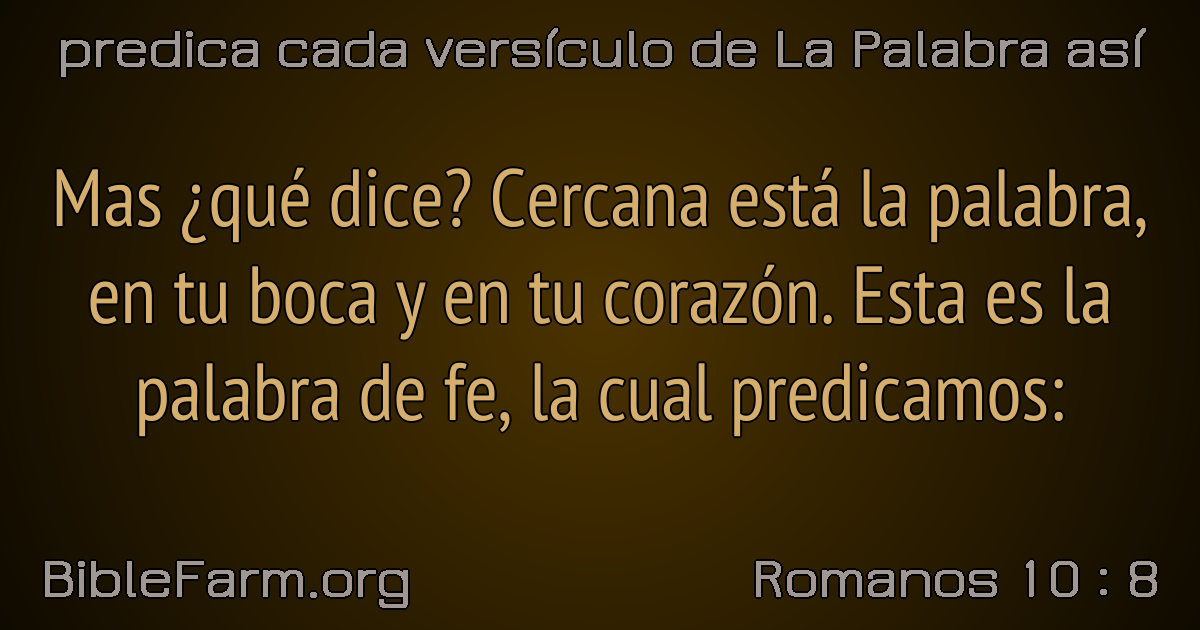 predica cada versículo de La Palabra así
Mas ¿qué dice? Cercana está la palabra,
en tu boca y en tu corazón. Esta es la
palabra de fe, la cual predicamos:
BibleFarm.org
Romanos 10 : 8